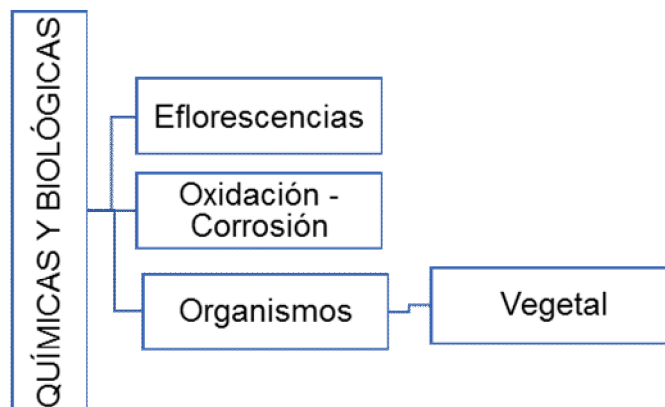 QUÍMICAS Y BIOLÓGICAS
Eflorescencias
Oxidación -
Corrosión
Organismos
Vegetal